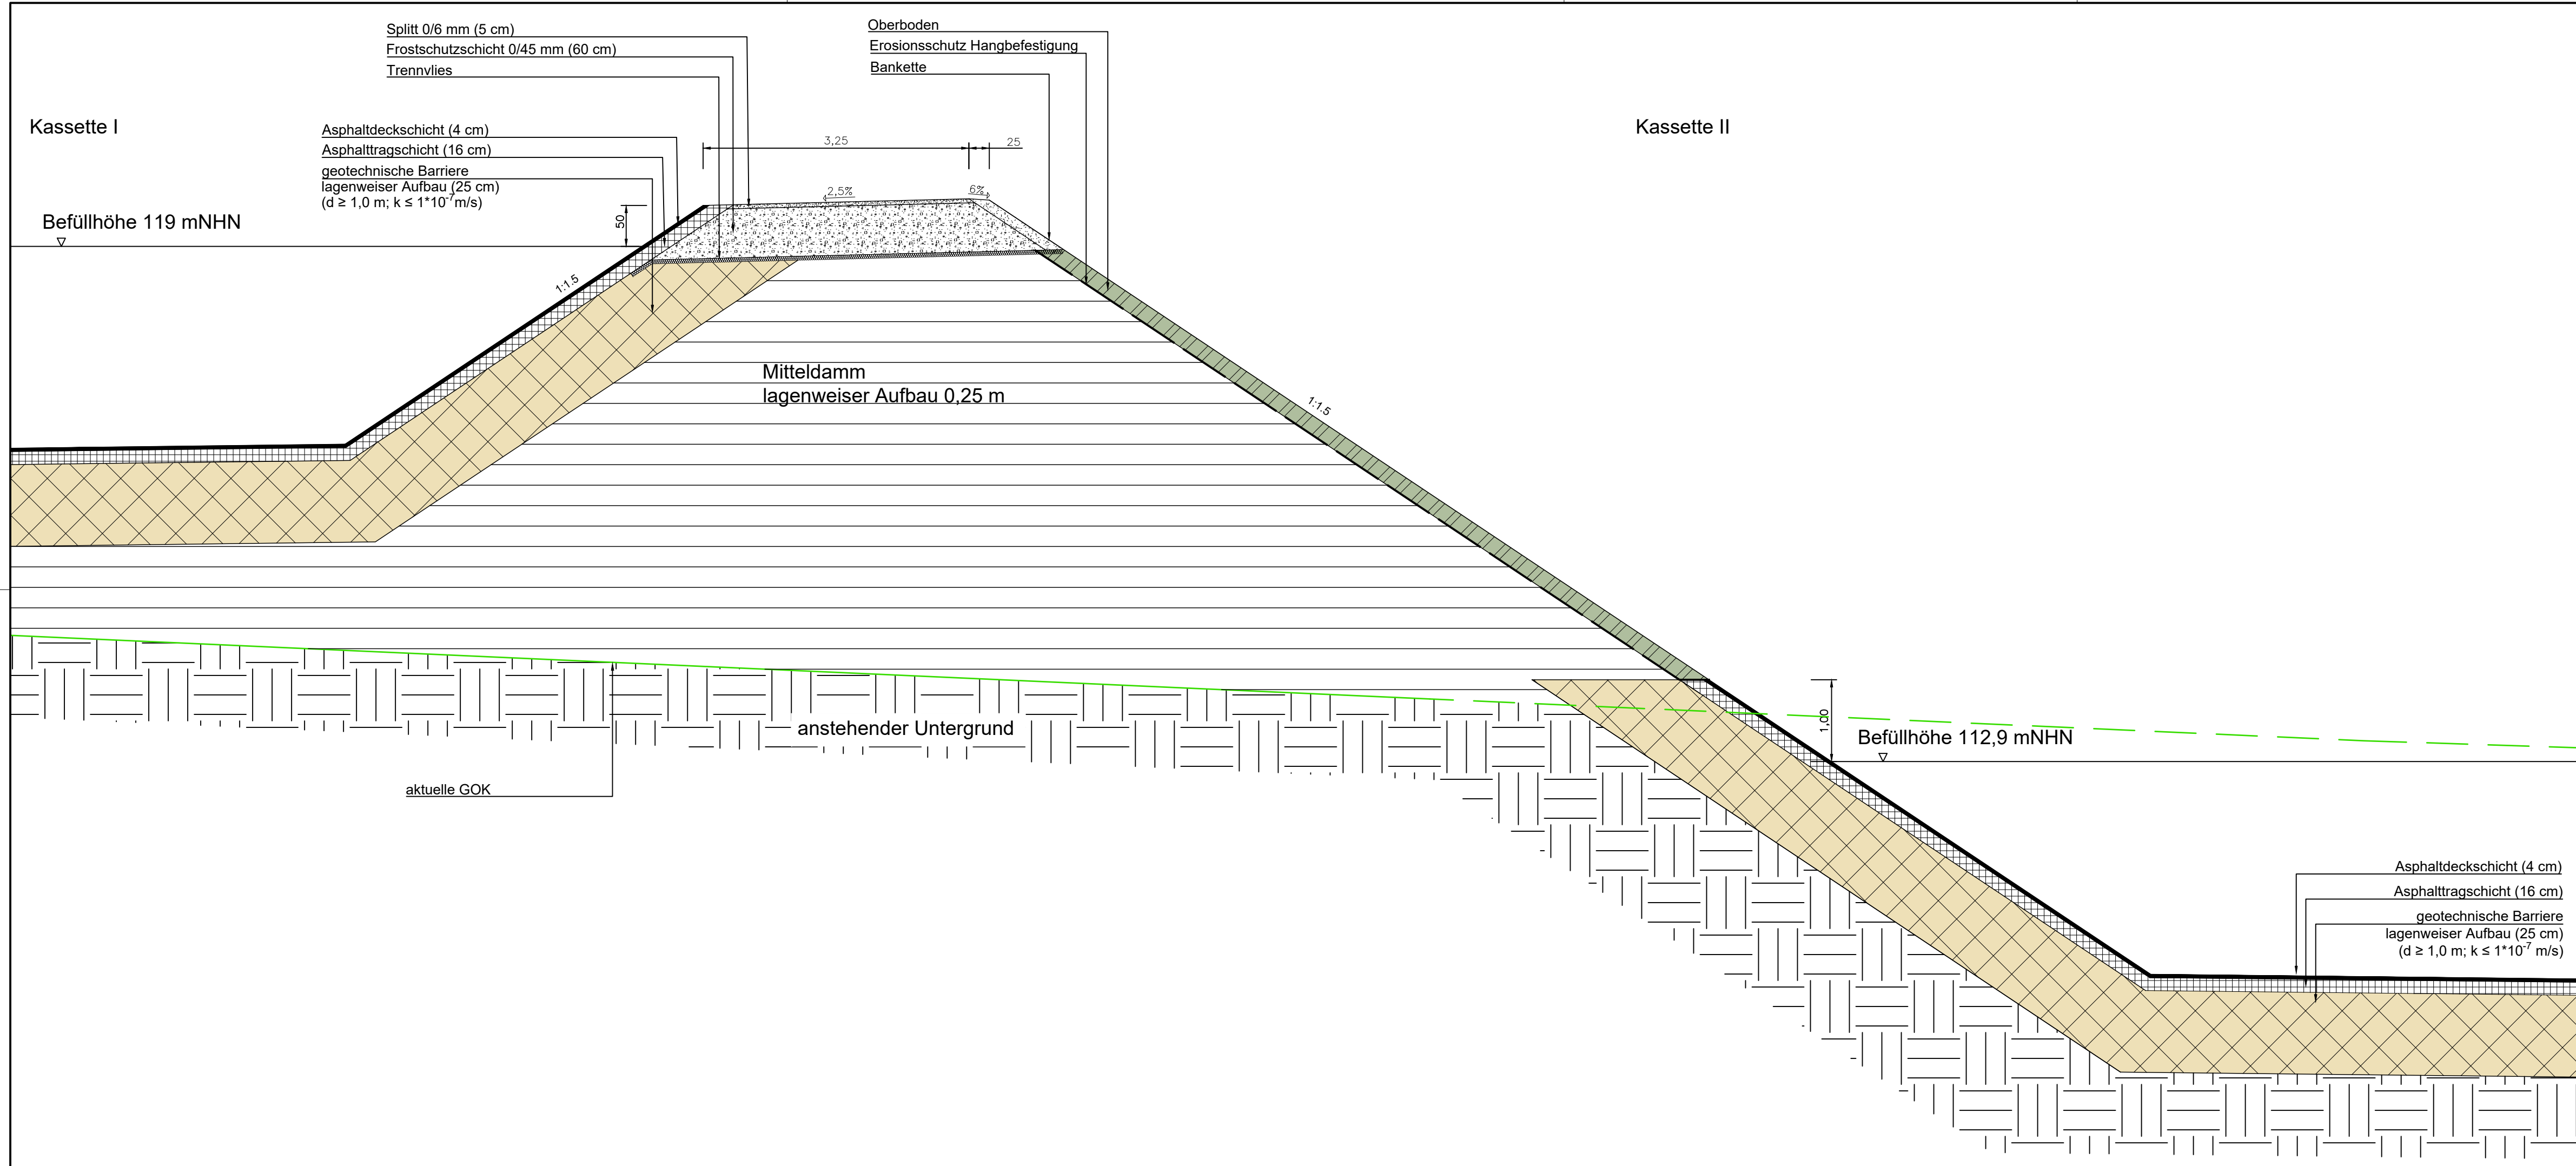 Splitt 0/6 mm (5 cm)
Frostschutzschicht 0/45 mm (60 cm)
Trennvlies
Oberboden
Erosionsschutz Hangbefestigung
Bankette
Kassette I
Kassette II
Asphaltdeckschicht (4 cm)
Asphalttragschicht (16 cm)
geotechnische Barriere
lagenweiser Aufbau (25 cm)
(d ≥ 1,0 m; k ≤ 1*10⁻⁷m/s)
3,25
25
2,5%
6%
50
Befüllhöhe 119 mNHN
1:1.5
Mitteldamm
lagenweiser Aufbau 0,25 m
1:1.5
anstehender Untergrund
1,00
Befüllhöhe 112,9 mNHN
aktuelle GOK
Asphaltdeckschicht (4 cm)
Asphalttragschicht (16 cm)
geotechnische Barriere
lagenweiser Aufbau (25 cm)
(d ≥ 1,0 m; k ≤ 1*10⁻⁷ m/s)